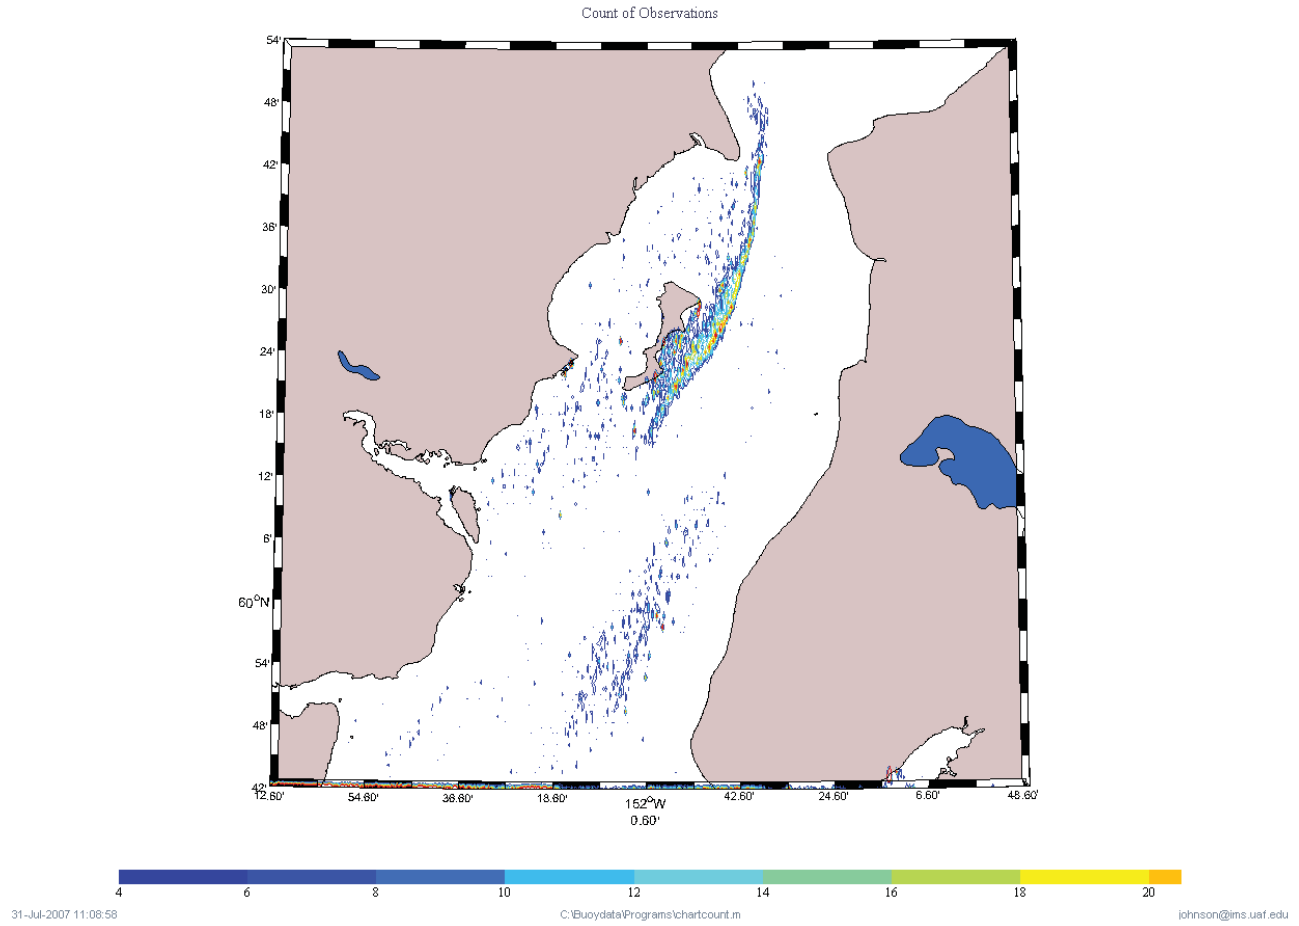 Count of Observations
54'
48'
42'
36'
30'
24'
18'
12'
6'
60°N
54'
48'
42'
12.60' 54.60' 36.60' 18.60' 152°W 42.60' 24.60' 6.60' 48.60'
0.60'
4 6 8 10 12 14 16 18 20
31-Jul-2007 11:08:58 C:\Buoydata\Programs\chartcount.m johnson@ims.uaf.edu